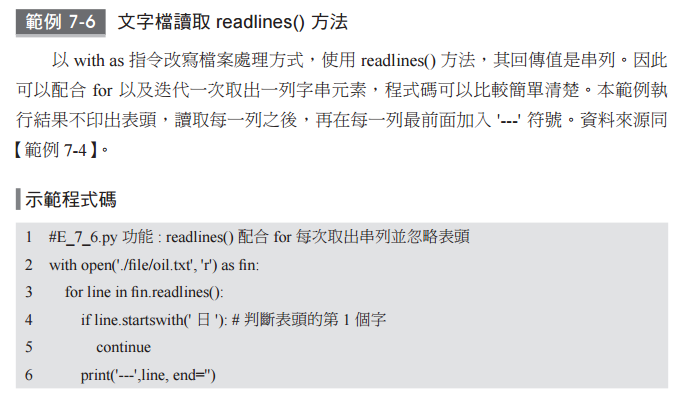 範例 7-6 文字檔讀取 readlines() 方法
以 with as 指令改寫檔案處理方式，使用 readlines() 方法，其回傳值是串列。因此
可以配合 for 以及迭代一次取出一列字串元素，程式碼可以比較簡單清楚。本範例執
行結果不印出表頭，讀取每一列之後，再在每一列最前面加入 '---' 符號。資料來源同
【範例 7-4】。
示範程式碼
1 #E_7_6.py 功能 : readlines() 配合 for 每次取出串列並忽略表頭
2 with open('./file/oil.txt', 'r') as fin:
3 for line in fin.readlines():
4 if line.startswith(' 日 '): # 判斷表頭的第 1 個字
5 continue
6 print('---',line, end='')